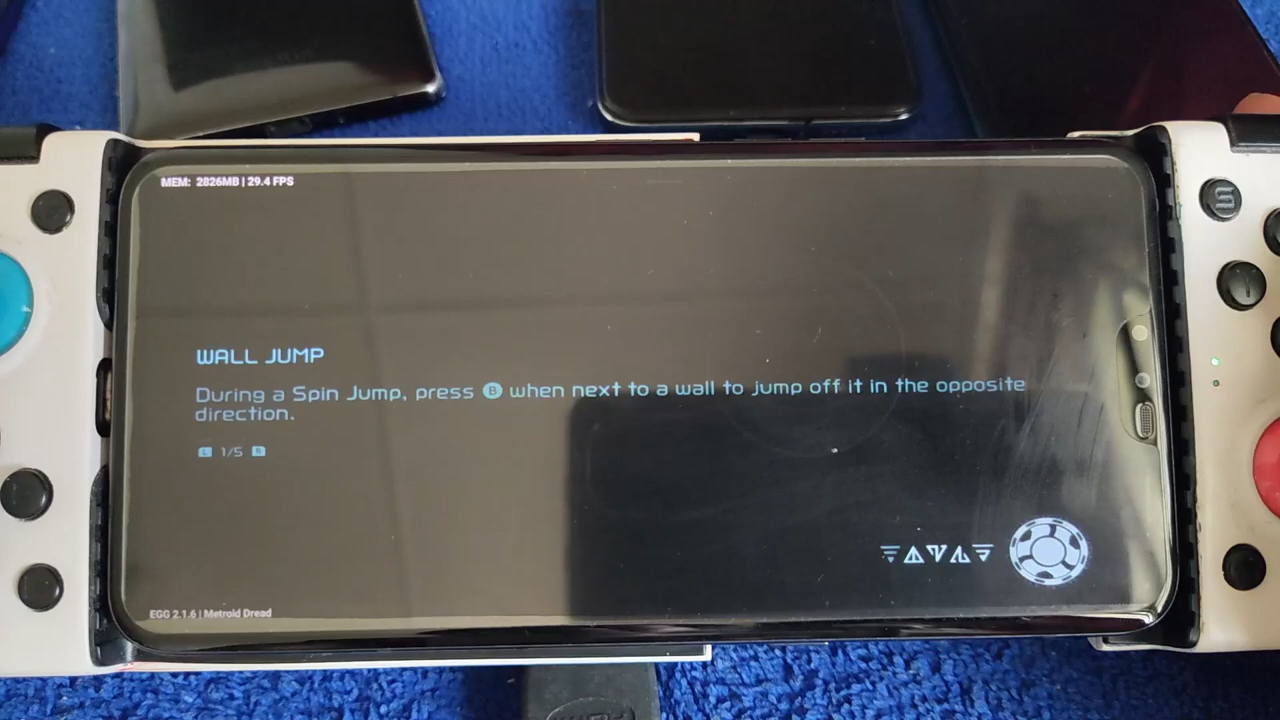 MEM: 2826MB | 29.4 FPS
WALL JUMP
During a Spin Jump, press B when next to a wall to jump off it in the opposite
direction.
L 1/5 R
EGG 2.1.6 | Metroid Dread